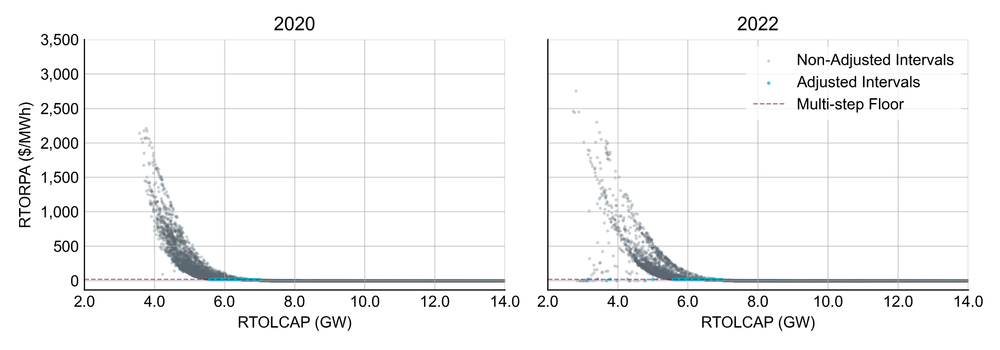 2020
2022
3,500
3,000
2,500
2,000
1,500
1,000
500
0
RTORPA ($/MWh)
2.0 4.0 6.0 8.0 10.0 12.0 14.0
RTOLCAP (GW)
Non-Adjusted Intervals
Adjusted Intervals
Multi-step Floor
2.0 4.0 6.0 8.0 10.0 12.0 14.0
RTOLCAP (GW)